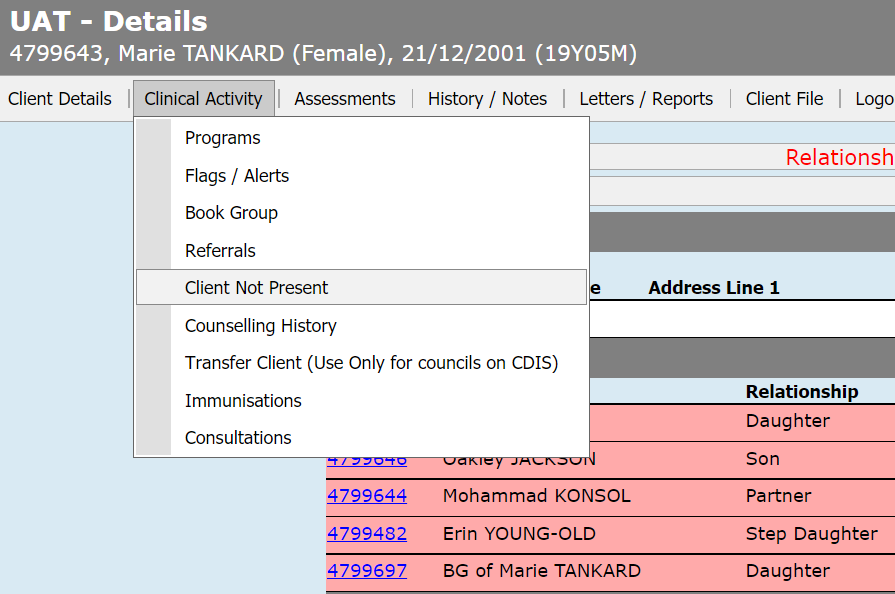 UAT - Details
4799643, Marie TANKARD (Female), 21/12/2001 (19Y05M)
Client Details | Clinical Activity | Assessments | History / Notes | Letters / Reports | Client File | Logo
Programs
Relationsh
Flags / Alerts
Book Group
Referrals
Client Not Present
e Address Line 1
Counselling History
Transfer Client (Use Only for councils on CDIS)
Immunisations
Relationship
Daughter
Consultations
4799646 Oakley JACKSON Son
4799644 Mohammad KONSOL Partner
4799482 Erin YOUNG-OLD Step Daughter
4799697 BG of Marie TANKARD Daughter